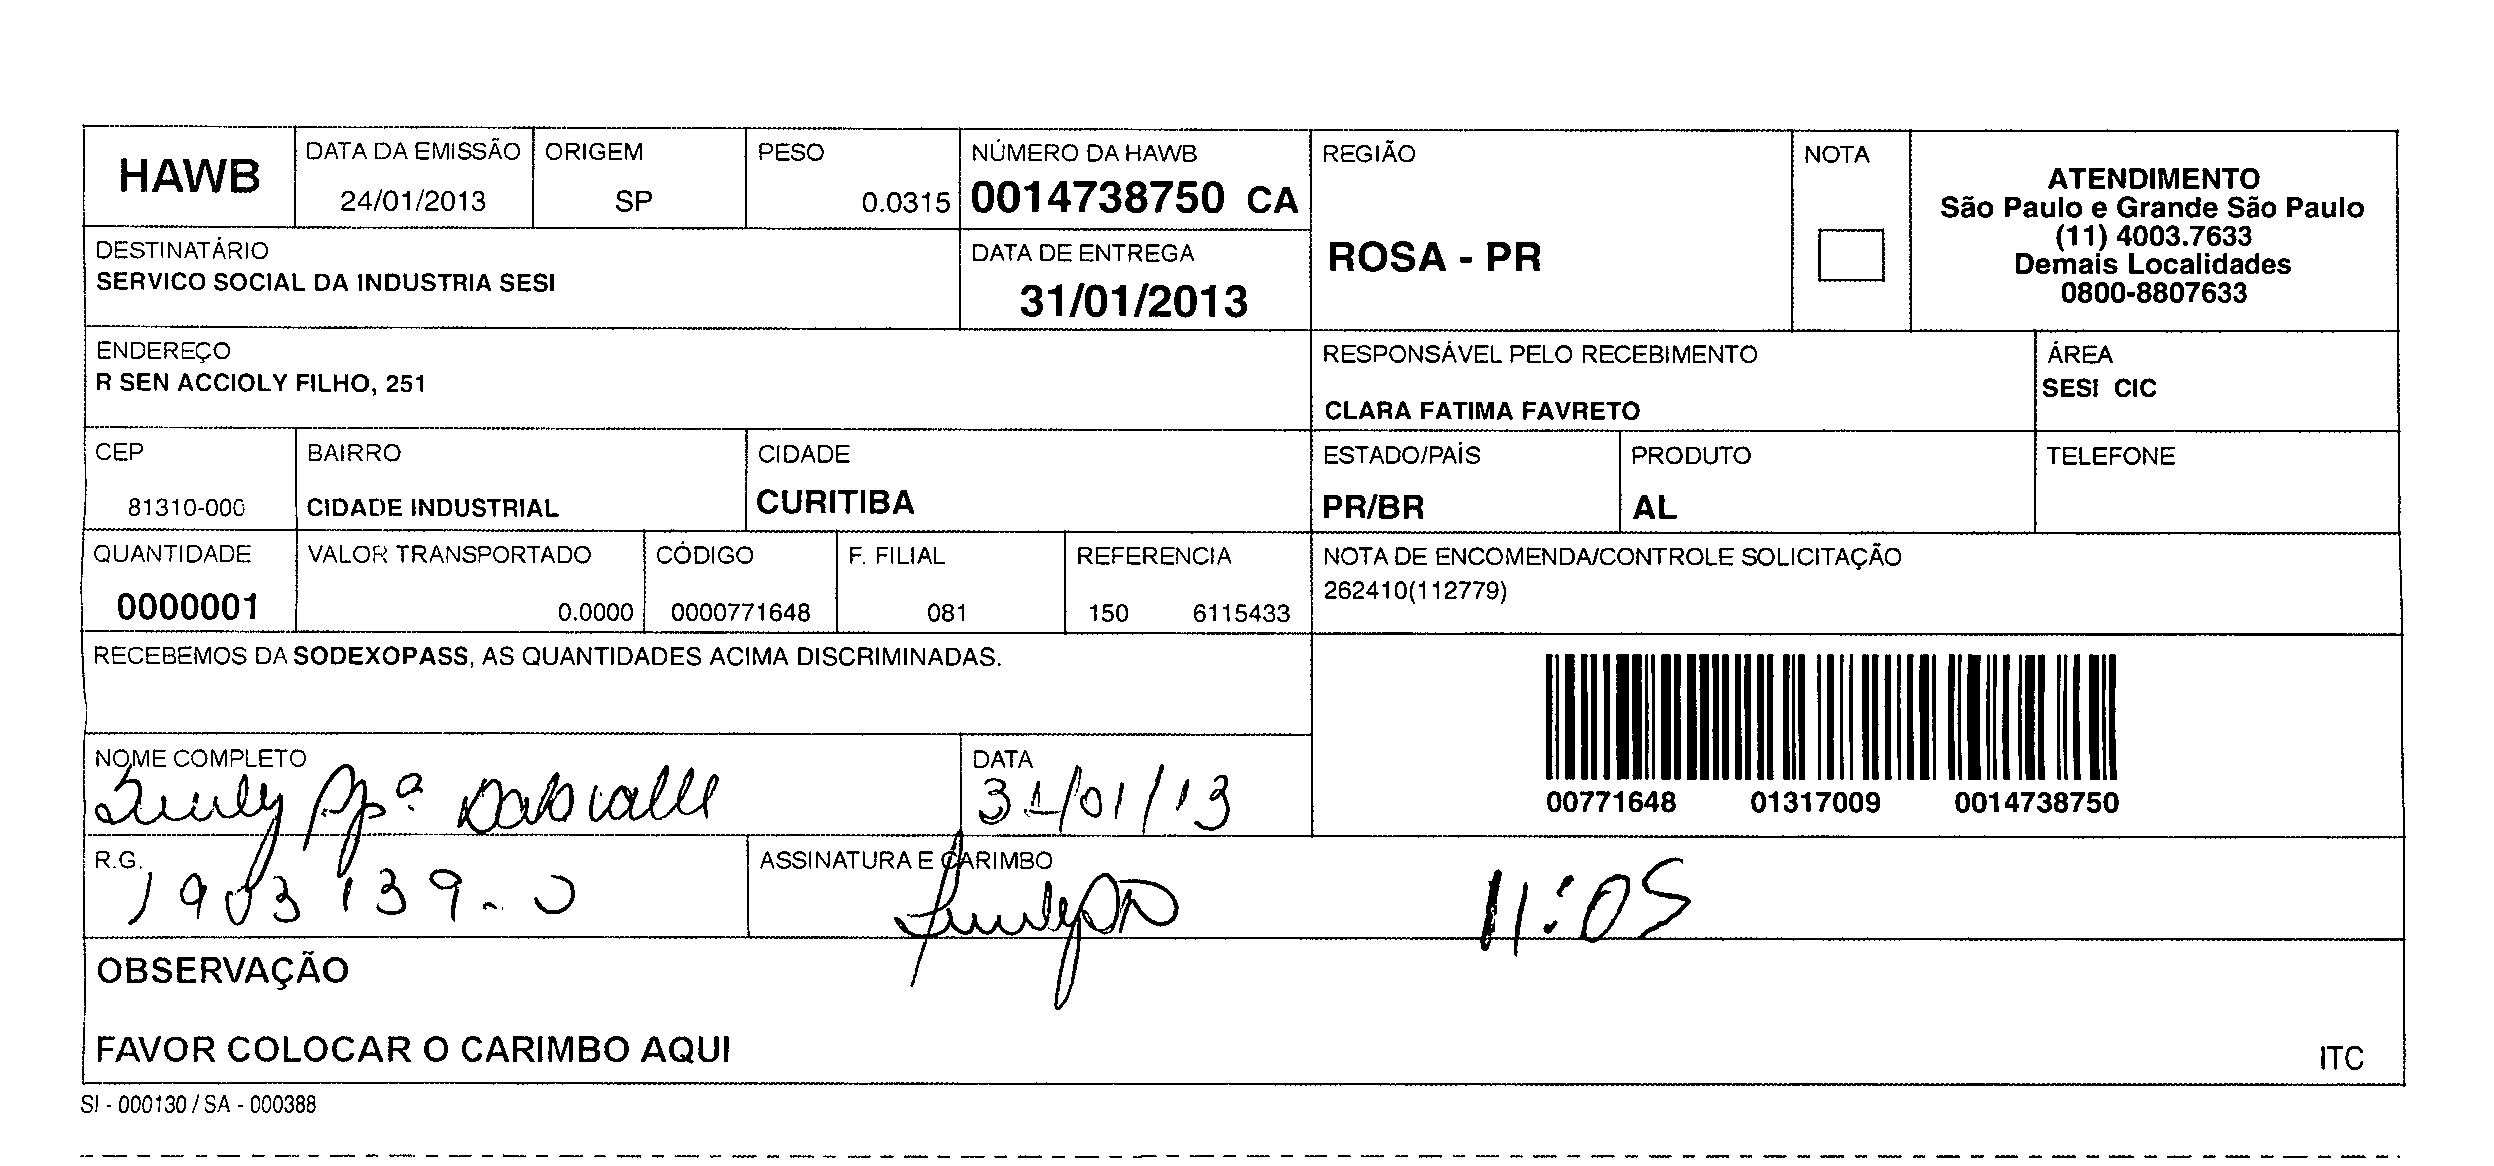 HAWB
DATA DA EMISSÃO
24/01/2013
ORIGEM
SP
PESO
0.0315
NÚMERO DA HAWB
0014738750 CA
REGIÃO
ROSA - PR
NOTA
ATENDIMENTO
São Paulo e Grande São Paulo
(11) 4003.7633
Demais Localidades
0800-8807633
DESTINATÁRIO
SERVICO SOCIAL DA INDUSTRIA SESI
DATA DE ENTREGA
31/01/2013
ENDEREÇO
R SEN ACCIOLY FILHO, 251
RESPONSÁVEL PELO RECEBIMENTO
CLARA FATIMA FAVRETO
ÁREA
SESI CIC
CEP
81310-000
BAIRRO
CIDADE INDUSTRIAL
CIDADE
CURITIBA
ESTADO/PAÍS
PR/BR
PRODUTO
AL
TELEFONE
QUANTIDADE
0000001
VALOR TRANSPORTADO
0.0000
CÓDIGO
0000771648
F. FILIAL
081
REFERENCIA
150 6115433
NOTA DE ENCOMENDA/CONTROLE SOLICITAÇÃO
262410(112779)
RECEBEMOS DA SODEXOPASS, AS QUANTIDADES ACIMA DISCRIMINADAS.
00771648 01317009 0014738750
NOME COMPLETO
DATA
31/01/13
R.G.
1903139-0
ASSINATURA E CARIMBO
11:05
OBSERVAÇÃO
FAVOR COLOCAR O CARIMBO AQUI
ITC
SI - 000130 / SA - 000388